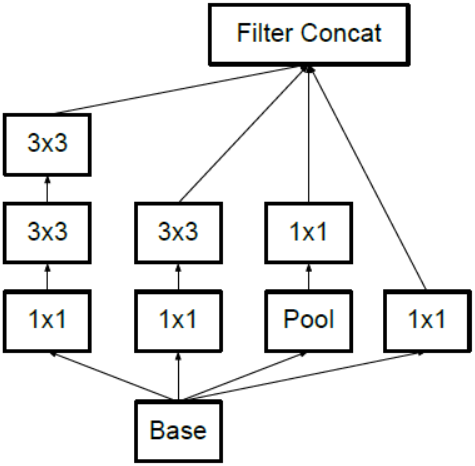 Filter Concat
3x3
3x3
3x3
1x1
1x1
1x1
Pool
1x1
Base